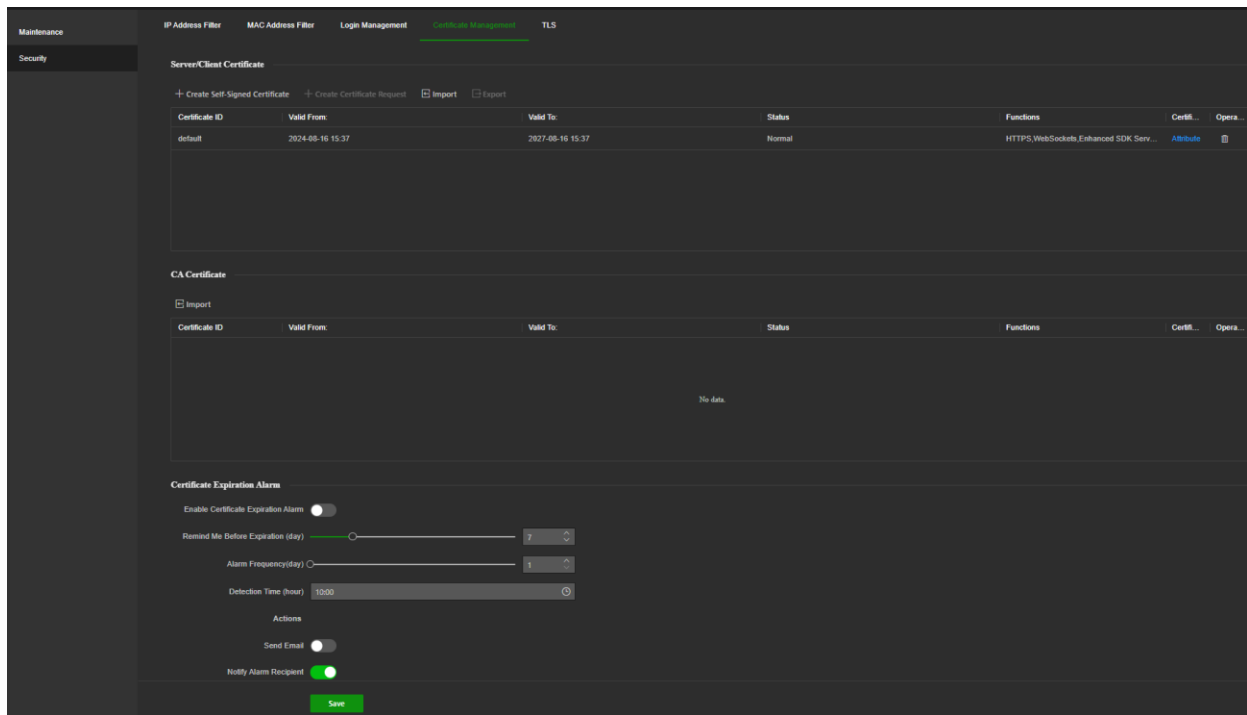 Maintenance
Security
IP Address Filter MAC Address Filter Login Management Certificate Management TLS
Server/Client Certificate
Create Self-Signed Certificate Create Certificate Request Import Export
Certificate ID Valid From: Valid To: Status Functions Certifi... Opera...
default 2024-08-16 15:37 2027-08-16 15:37 Normal HTTPS,WebSockets,Enhanced SDK Serv... Attribute
CA Certificate
Import
Certificate ID Valid From: Valid To: Status Functions Certifi... Opera...
No data.
Certificate Expiration Alarm
Enable Certificate Expiration Alarm
Remind Me Before Expiration (day) 7
Alarm Frequency(day) 1
Detection Time (hour) 10:00
Actions
Send Email
Notify Alarm Recipient
Save